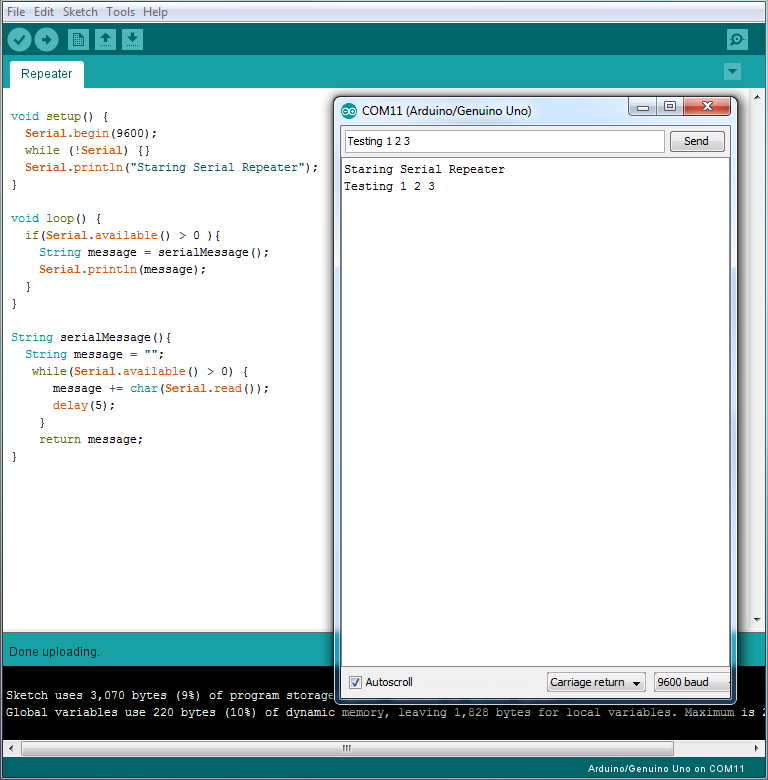 File Edit Sketch Tools Help
Repeater
void setup() {
Serial.begin(9600);
while (!Serial) {}
Serial.println("Staring Serial Repeater");
}
void loop() {
if(Serial.available() > 0 ){
String message = serialMessage();
Serial.println(message);
}
}
String serialMessage(){
String message = "";
while(Serial.available() > 0) {
message += char(Serial.read());
delay(5);
}
return message;
}
COM11 (Arduino/Genuino Uno)
Testing 1 2 3
Send
Staring Serial Repeater
Testing 1 2 3
Autoscroll
Carriage return
9600 baud
Done uploading.
Sketch uses 3,070 bytes (9%) of program storage
Global variables use 220 bytes (10%) of dynamic memory, leaving 1,828 bytes for local variables. Maximum is
Arduino/Genuino Uno on COM11